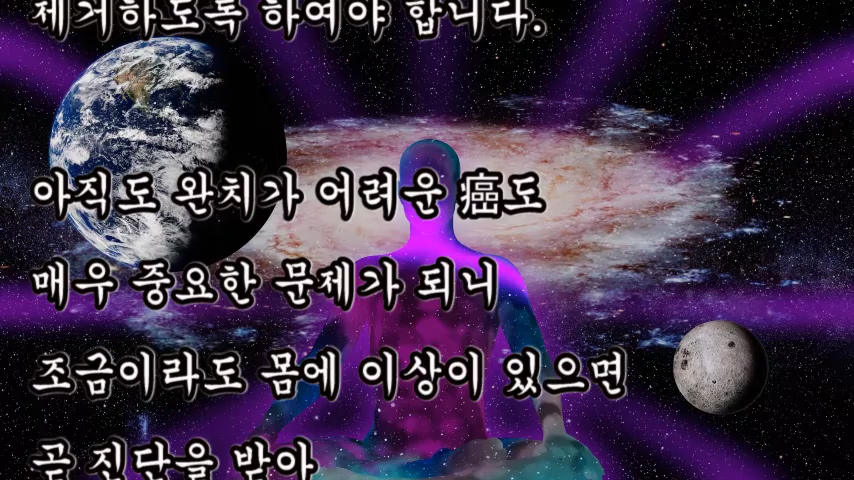 제거하도록 하여야 합니다.
아직도 완치가 어려운 癌도
매우 중요한 문제가 되니
조금이라도 몸에 이상이 있으면
곧 진단을 받아